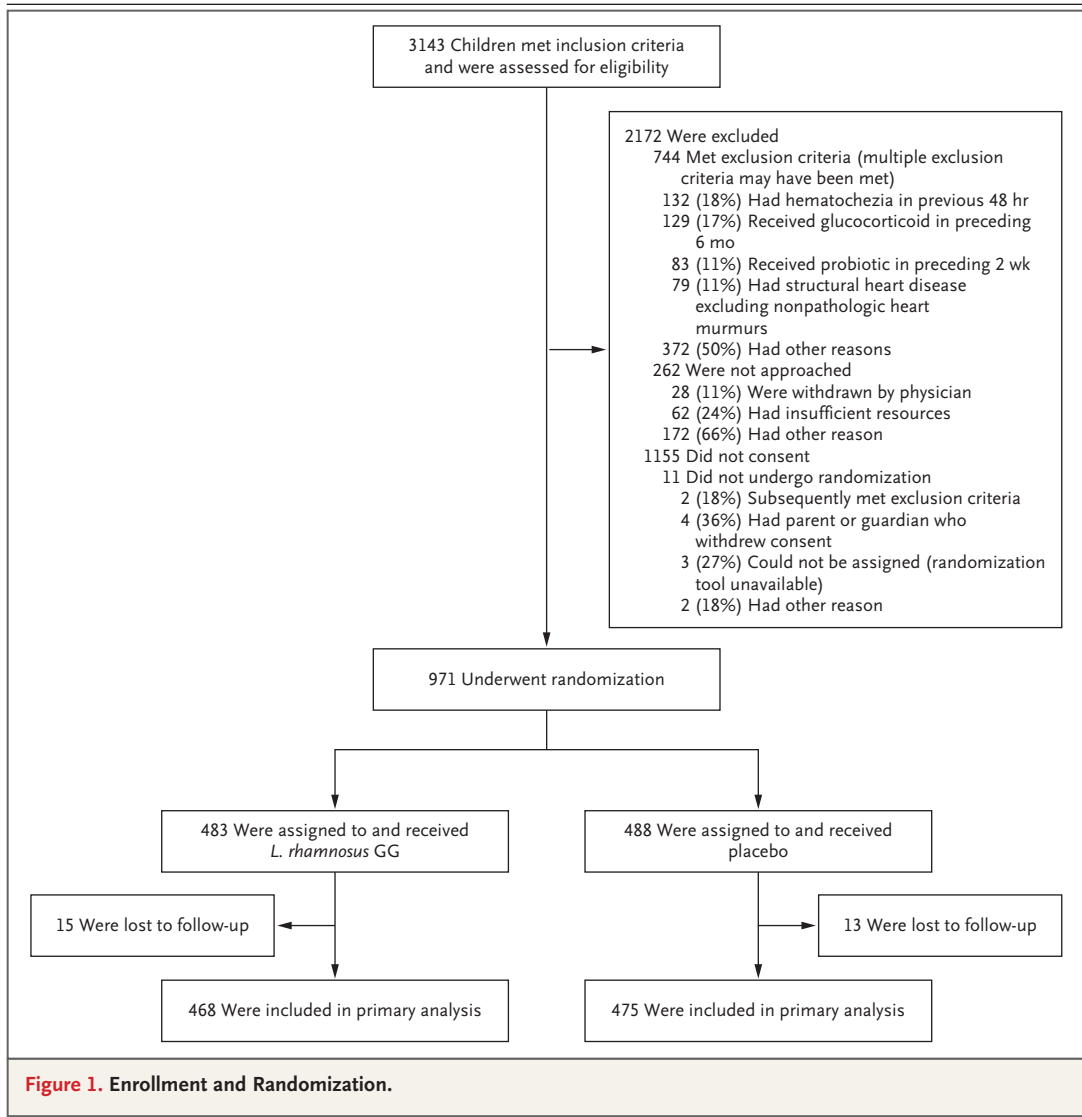 3143 Children met inclusion criteria
and were assessed for eligibility
2172 Were excluded
744 Met exclusion criteria (multiple exclusion
criteria may have been met)
132 (18%) Had hematochezia in previous 48 hr
129 (17%) Received glucocorticoid in preceding
6 mo
83 (11%) Received probiotic in preceding 2 wk
79 (11%) Had structural heart disease
excluding nonpathologic heart
murmurs
372 (50%) Had other reasons
262 Were not approached
28 (11%) Were withdrawn by physician
62 (24%) Had insufficient resources
172 (66%) Had other reason
1155 Did not consent
11 Did not undergo randomization
2 (18%) Subsequently met exclusion criteria
4 (36%) Had parent or guardian who
withdrew consent
3 (27%) Could not be assigned (randomization
tool unavailable)
2 (18%) Had other reason
971 Underwent randomization
483 Were assigned to and received
L. rhamnosus GG
488 Were assigned to and received
placebo
15 Were lost to follow-up
13 Were lost to follow-up
468 Were included in primary analysis
475 Were included in primary analysis
Figure 1. Enrollment and Randomization.